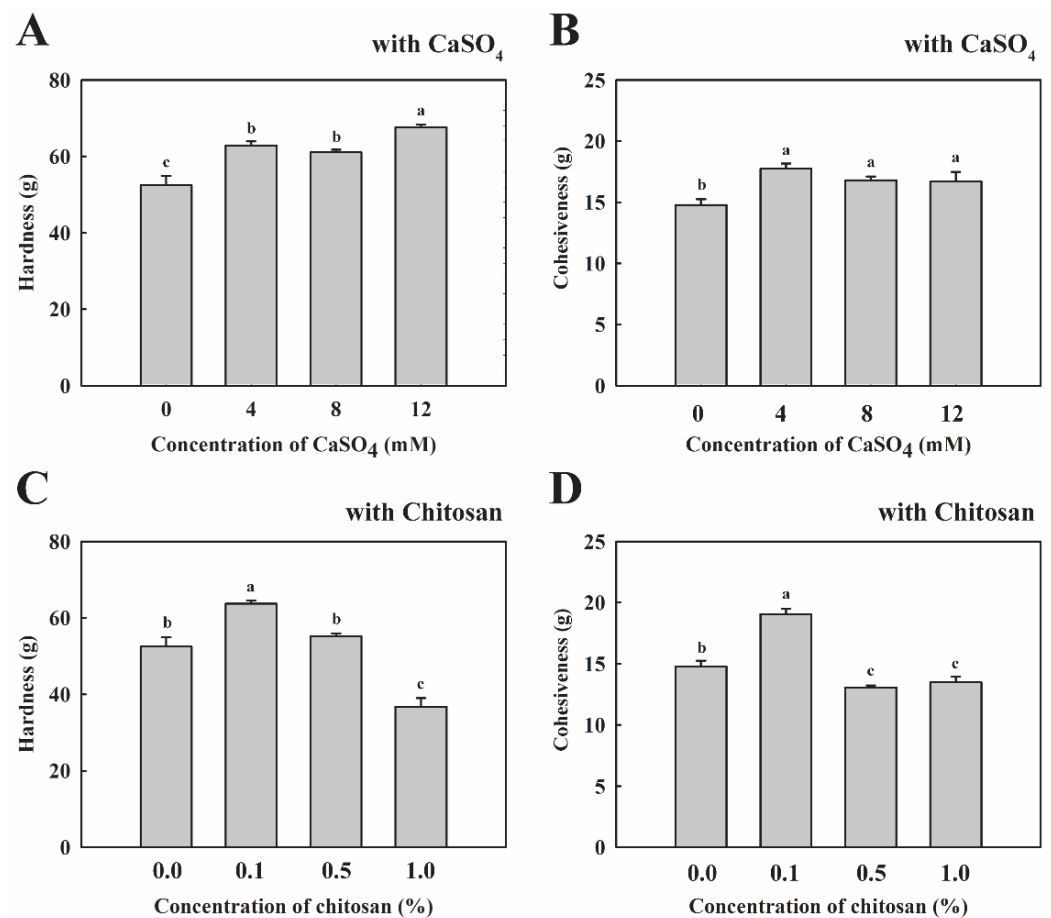 A
with CaSO4
Hardness (g)
80
60
40
20
0
c
b
b
a
0 4 8 12
Concentration of CaSO4 (mM)
B
with CaSO4
Cohesiveness (g)
25
20
15
10
5
0
b
a
a
a
0 4 8 12
Concentration of CaSO4 (mM)
C
with Chitosan
Hardness (g)
80
60
40
20
0
b
a
b
c
0.0 0.1 0.5 1.0
Concentration of chitosan (%)
D
with Chitosan
Cohesiveness (g)
25
20
15
10
5
0
b
a
c
c
0.0 0.1 0.5 1.0
Concentration of chitosan (%)